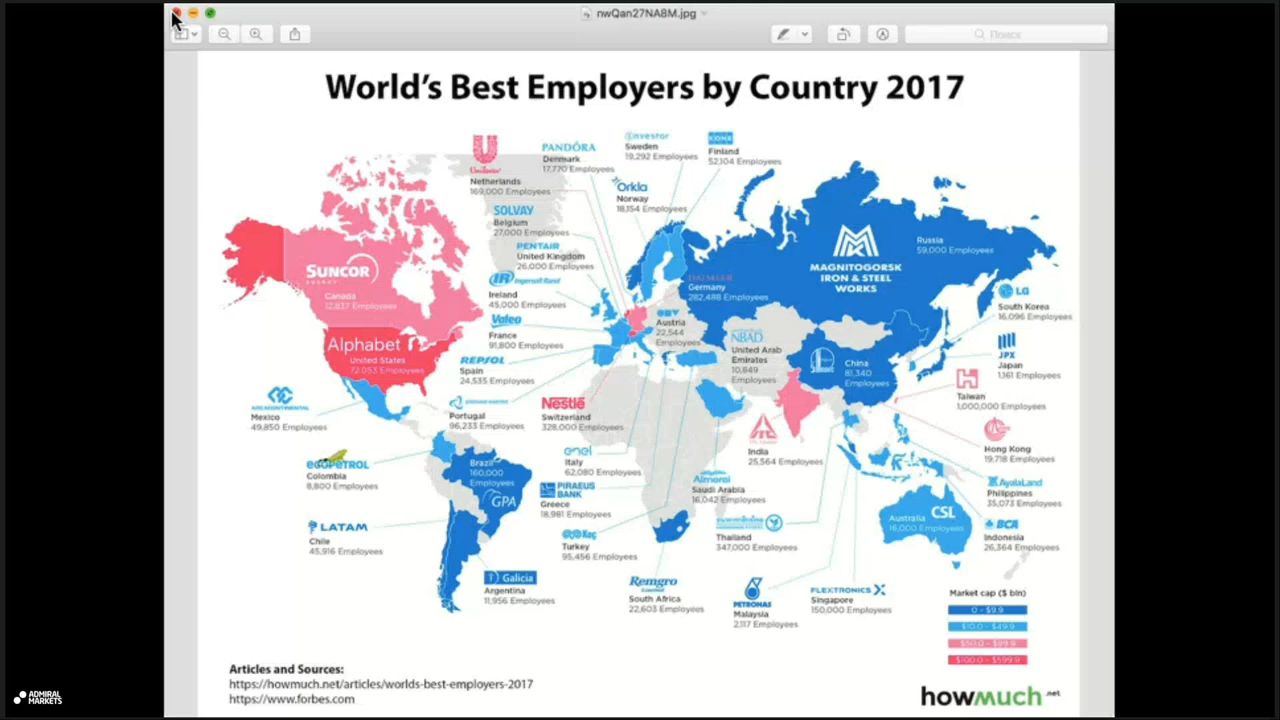 nwQan27NA8M.jpg
Поиск
World's Best Employers by Country 2017
Unilever
Netherlands
169,000 Employees
PANDÓRA
Denmark
17,770 Employees
Investor
Sweden
19,292 Employees
KONE
Finland
52,104 Employees
Orkla
Norway
18,154 Employees
SOLVAY
Belgium
27,000 Employees
PENTAIR
United Kingdom
26,000 Employees
IR Ingersoll Rand
Ireland
45,000 Employees
Valeo
France
91,800 Employees
REPSOL
Spain
24,535 Employees
Portugal
96,233 Employees
Nestlé
Switzerland
328,000 Employees
enel
Italy
62,080 Employees
PIRAEUS
BANK
Greece
18,981 Employees
Koç
Turkey
95,456 Employees
SUNCOR
ENERGY
Canada
12,837 Employees
Alphabet
United States
72,053 Employees
ARCACONTINENTAL
Mexico
49,850 Employees
ecopetrol
Colombia
8,800 Employees
LATAM
Chile
45,916 Employees
Brazil
160,000
Employees
GPA
Galicia
Argentina
11,956 Employees
DAIMLER
Germany
282,488 Employees
Austria
22,544
Employees
MAGNITOGORSK
IRON & STEEL
WORKS
Russia
59,000 Employees
NBAD
United Arab
Emirates
10,849
Employees
China
81,340
Employees
LG
South Korea
16,096 Employees
JPX
Japan
1,161 Employees
Taiwan
1,000,000 Employees
Hong Kong
19,718 Employees
India
25,564 Employees
Almarai
Saudi Arabia
16,042 Employees
Thailand
347,000 Employees
AyalaLand
Philippines
35,073 Employees
BCA
Indonesia
26,364 Employees
Australia
CSL
16,000 Employees
Remgro
South Africa
22,603 Employees
PETRONAS
Malaysia
2,117 Employees
FLEXTRONICS
Singapore
150,000 Employees
Market cap ($ bln)
0 - $9.9
$10.0 - $49.9
$50.0 - $99.9
$100.0 - $599.9
Articles and Sources:
https://howmuch.net/articles/worlds-best-employers-2017
https://www.forbes.com
howmuch.net
ADMIRAL
MARKETS